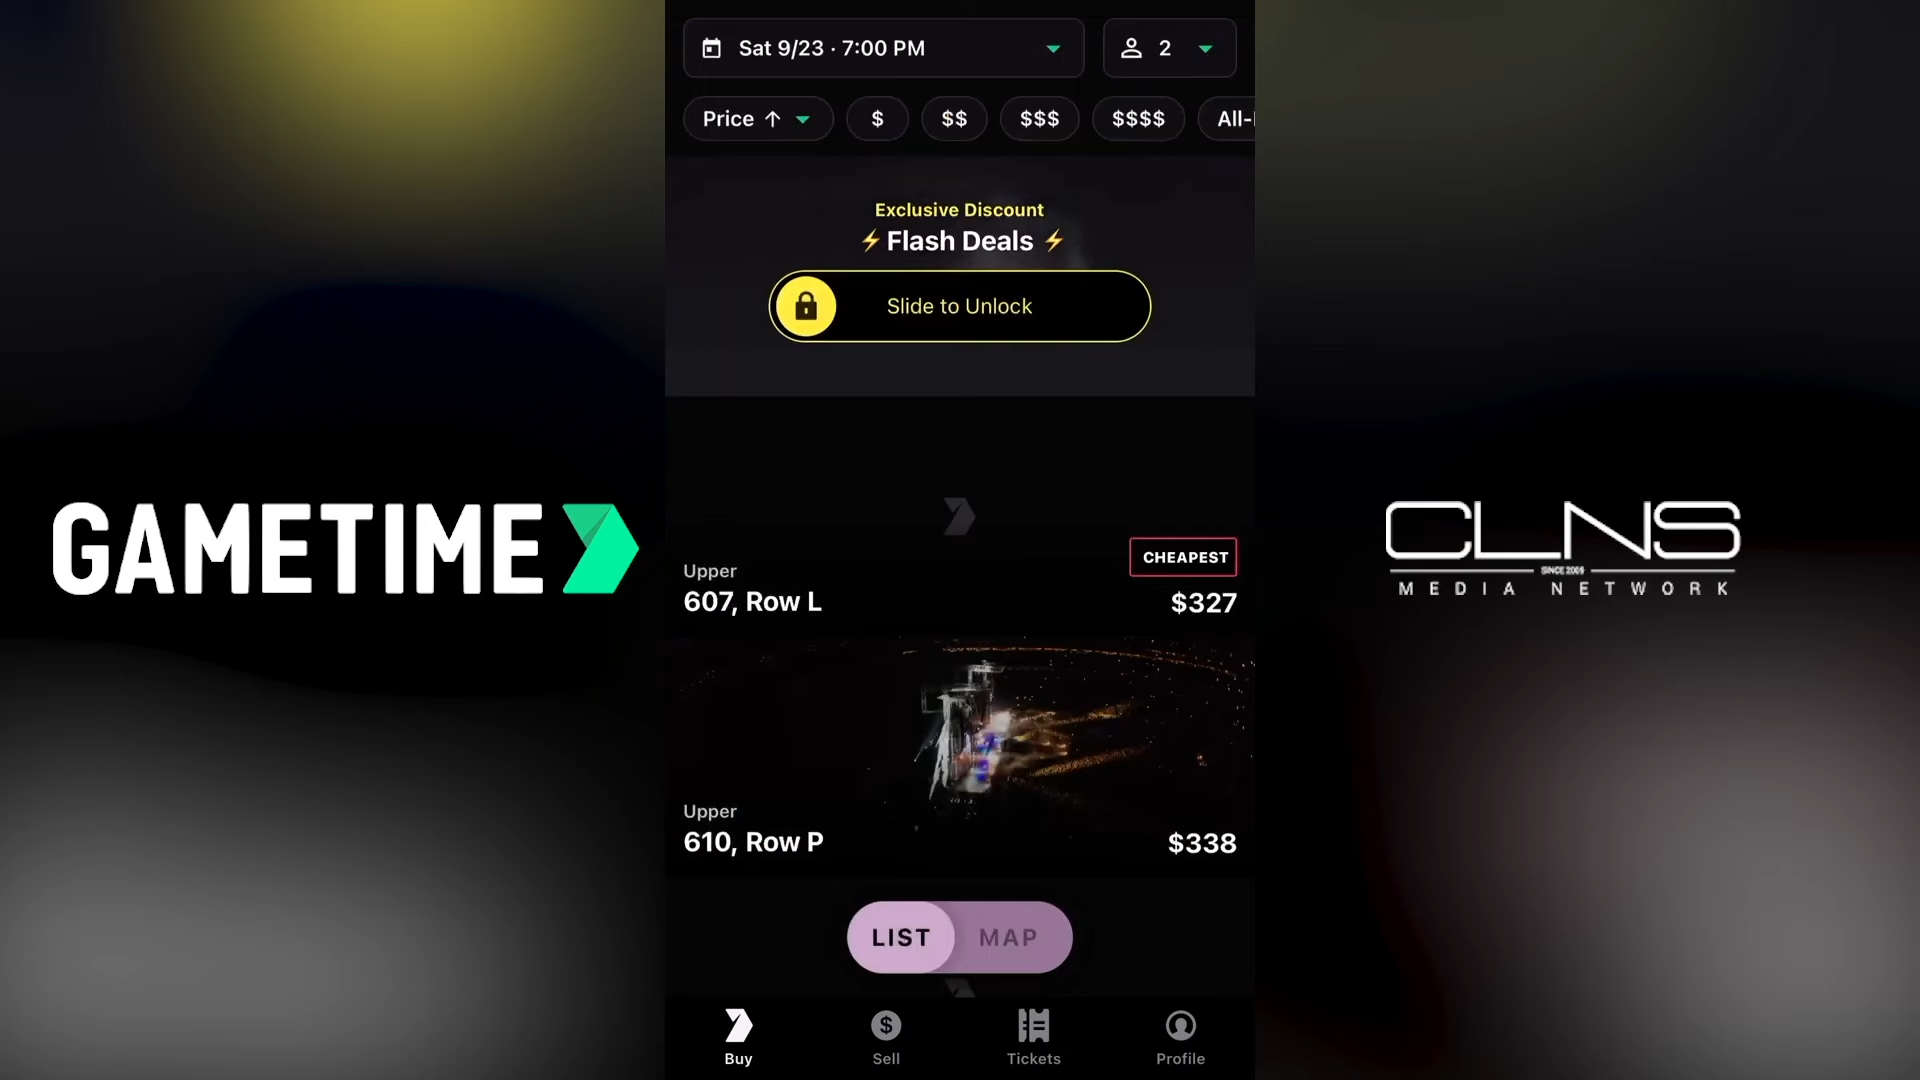 Sat 9/23 · 7:00 PM
2
Price ↑
$
$$
$$$
$$$$
All-
Exclusive Discount
⚡ Flash Deals ⚡
Slide to Unlock
GAMETIME
CLNS
SINCE 2005
MEDIA NETWORK
CHEAPEST
Upper
607, Row L
$327
Upper
610, Row P
$338
LIST
MAP
Buy
$
Sell
Tickets
Profile